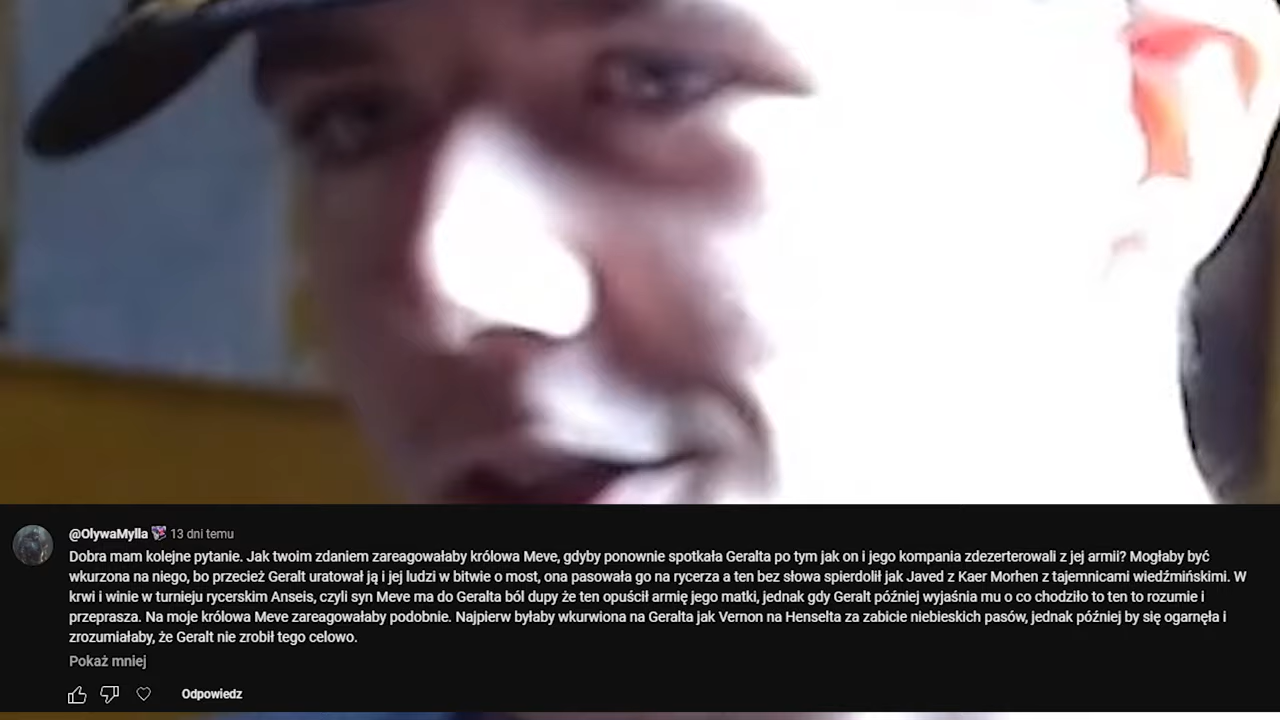 @OlywaMylla 13 dni temu
Dobra mam kolejne pytanie. Jak twoim zdaniem zareagowałaby królowa Meve, gdyby ponownie spotkała Geralta po tym jak on i jego kompania zdezerterowali z jej armii? Mogłaby być
wkurzona na niego, bo przecież Geralt uratował ją i jej ludzi w bitwie o most, ona pasowała go na rycerza a ten bez słowa spierdolił jak Javed z Kaer Morhen z tajemnicami wiedźmińskimi. W
krwi i winie w turnieju rycerskim Anseis, czyli syn Meve ma do Geralta ból dupy że ten opuścił armię jego matki, jednak gdy Geralt później wyjaśnia mu o co chodziło to ten to rozumie i
przeprasza. Na moje królowa Meve zareagowałaby podobnie. Najpierw byłaby wkurwiona na Geralta jak Vernon na Henselta za zabicie niebieskich pasów, jednak później by się ogarnęła i
zrozumiałaby, że Geralt nie zrobił tego celowo.
Pokaż mniej
Odpowiedz